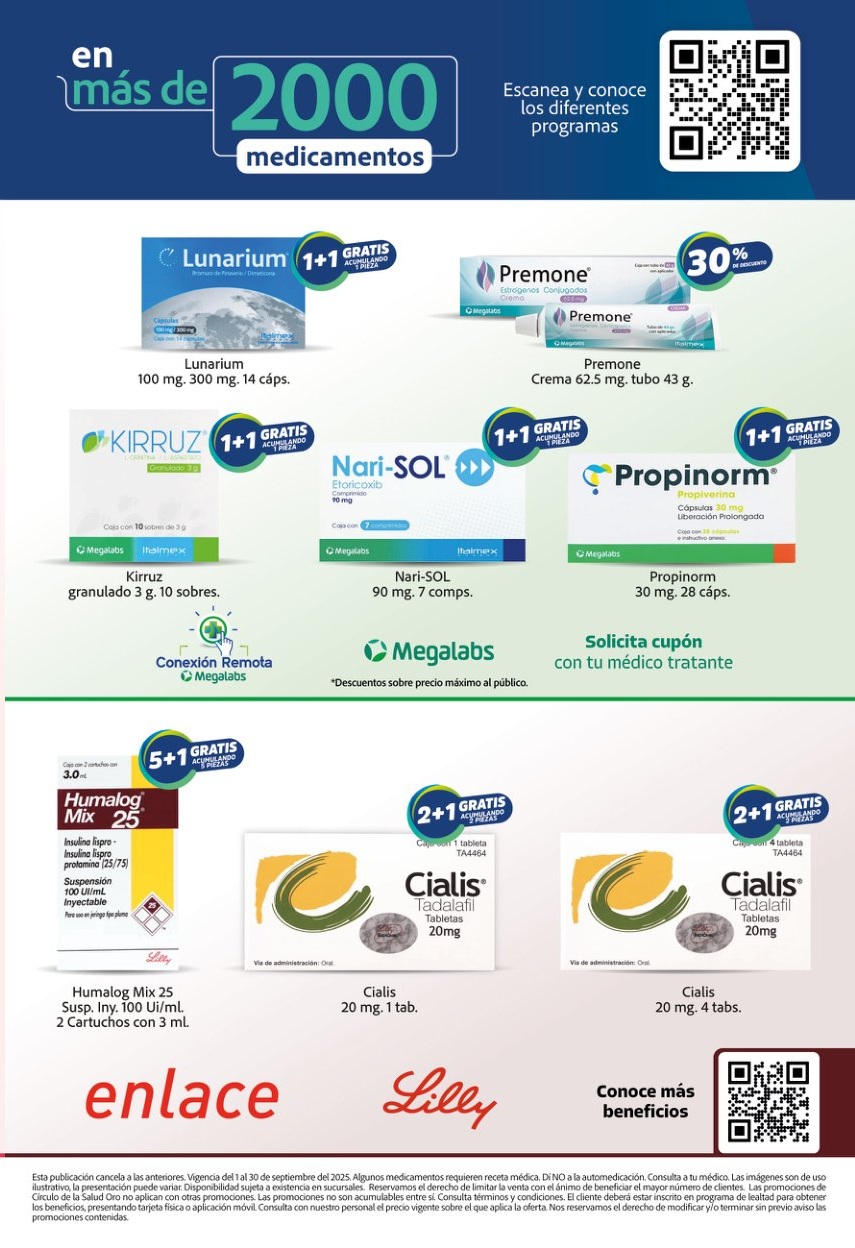 en
más de
2000
medicamentos
Escanea y conoce
los diferentes
programas
Lunarium®
Bromuro de Pinaverio / Dimeticona
Cápsulas
100 mg / 300 mg
Caja con 14 cápsulas
1+1 GRATIS
ACUMULANDO
1 PIEZA
Lunarium
100 mg. 300 mg. 14 cáps.
Premone®
Estrógenos Conjugados
Crema
62.5 mg
Megalabs
Premone®
CREMA
Megalabs
italmex
30%
DE DESCUENTO
Premone
Crema 62.5 mg. tubo 43 g.
KIRRUZ®
L-ORNITINA / L-ASPARTATO
Granulado 3 g
Caja con 10 sobres de 3 g
Megalabs
italmex
1+1 GRATIS
ACUMULANDO
1 PIEZA
Kirruz
granulado 3 g. 10 sobres.
Nari-SOL®
Etoricoxib
Comprimido
90 mg
Caja con 7 comprimidos
Megalabs
italmex
1+1 GRATIS
ACUMULANDO
1 PIEZA
Nari-SOL
90 mg. 7 comps.
Propinorm®
Propiverina
Cápsulas 30 mg
Liberación Prolongada
Caja con 28 cápsulas
e instructivo anexo.
Megalabs
1+1 GRATIS
ACUMULANDO
1 PIEZA
Propinorm
30 mg. 28 cáps.
Conexión Remota
Megalabs
Megalabs
*Descuentos sobre precio máximo al público.
Solicita cupón
con tu médico tratante
Caja con 2 cartuchos con
3.0 mL
Humalog®
Mix 25®
Insulina lispro -
Insulina lispro
protamina (25/75)
Suspensión
100 UI/mL
Inyectable
Para uso en jeringa tipo pluma
25
Lilly
5+1 GRATIS
ACUMULANDO
5 PIEZAS
Humalog Mix 25
Susp. Iny. 100 Ui/ml.
2 Cartuchos con 3 ml.
2+1 GRATIS
ACUMULANDO
2 PIEZAS
Caja con 1 tableta
TA4464
Cialis®
Tadalafil
Tabletas
20mg
Vía de administración: Oral.
Cialis
20 mg. 1 tab.
2+1 GRATIS
ACUMULANDO
2 PIEZAS
Caja con 4 tableta
TA4464
Cialis®
Tadalafil
Tabletas
20mg
Vía de administración: Oral.
Cialis
20 mg. 4 tabs.
enlace
Lilly
Conoce más
beneficios
Esta publicación cancela a las anteriores. Vigencia del 1 al 30 de septiembre del 2025. Algunos medicamentos requieren receta médica. Dí NO a la automedicación. Consulta a tu médico. Las imágenes son de uso
ilustrativo, la presentación puede variar. Disponibilidad sujeta a existencia en sucursales. Reservamos el derecho de limitar la venta con el ánimo de beneficiar el mayor número de clientes. Las promociones de
Círculo de la Salud Oro no aplican con otras promociones. Las promociones no son acumulables entre sí. Consulta términos y condiciones. El cliente deberá estar inscrito en programa de lealtad para obtener
los beneficios, presentando tarjeta física o aplicación móvil. Consulta con nuestro personal el precio vigente sobre el que aplica la oferta. Nos reservamos el derecho de modificar y/o terminar sin previo aviso las
promociones contenidas.